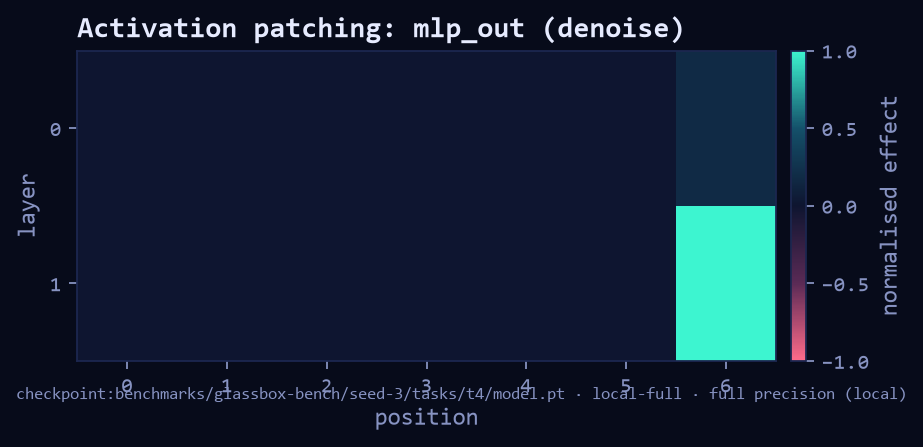 Activation patching: mlp_out (denoise)
1.0
0.5
0.0
-0.5
-1.0
normalised effect
layer
0
1
0 1 2 3 4 5 6
checkpoint:benchmarks/glassbox-bench/seed-3/tasks/t4/model.pt · local-full · full precision (local)
position